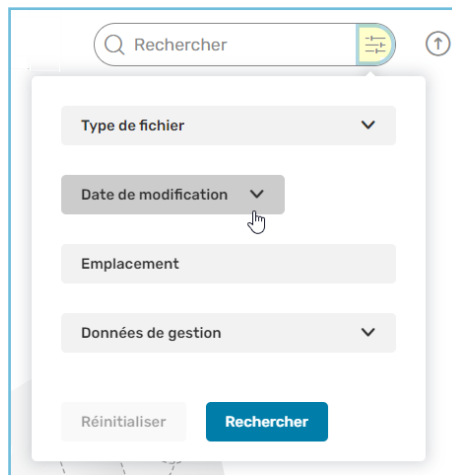 Rechercher
Type de fichier
Date de modification
Emplacement
Données de gestion
Réinitialiser
Rechercher